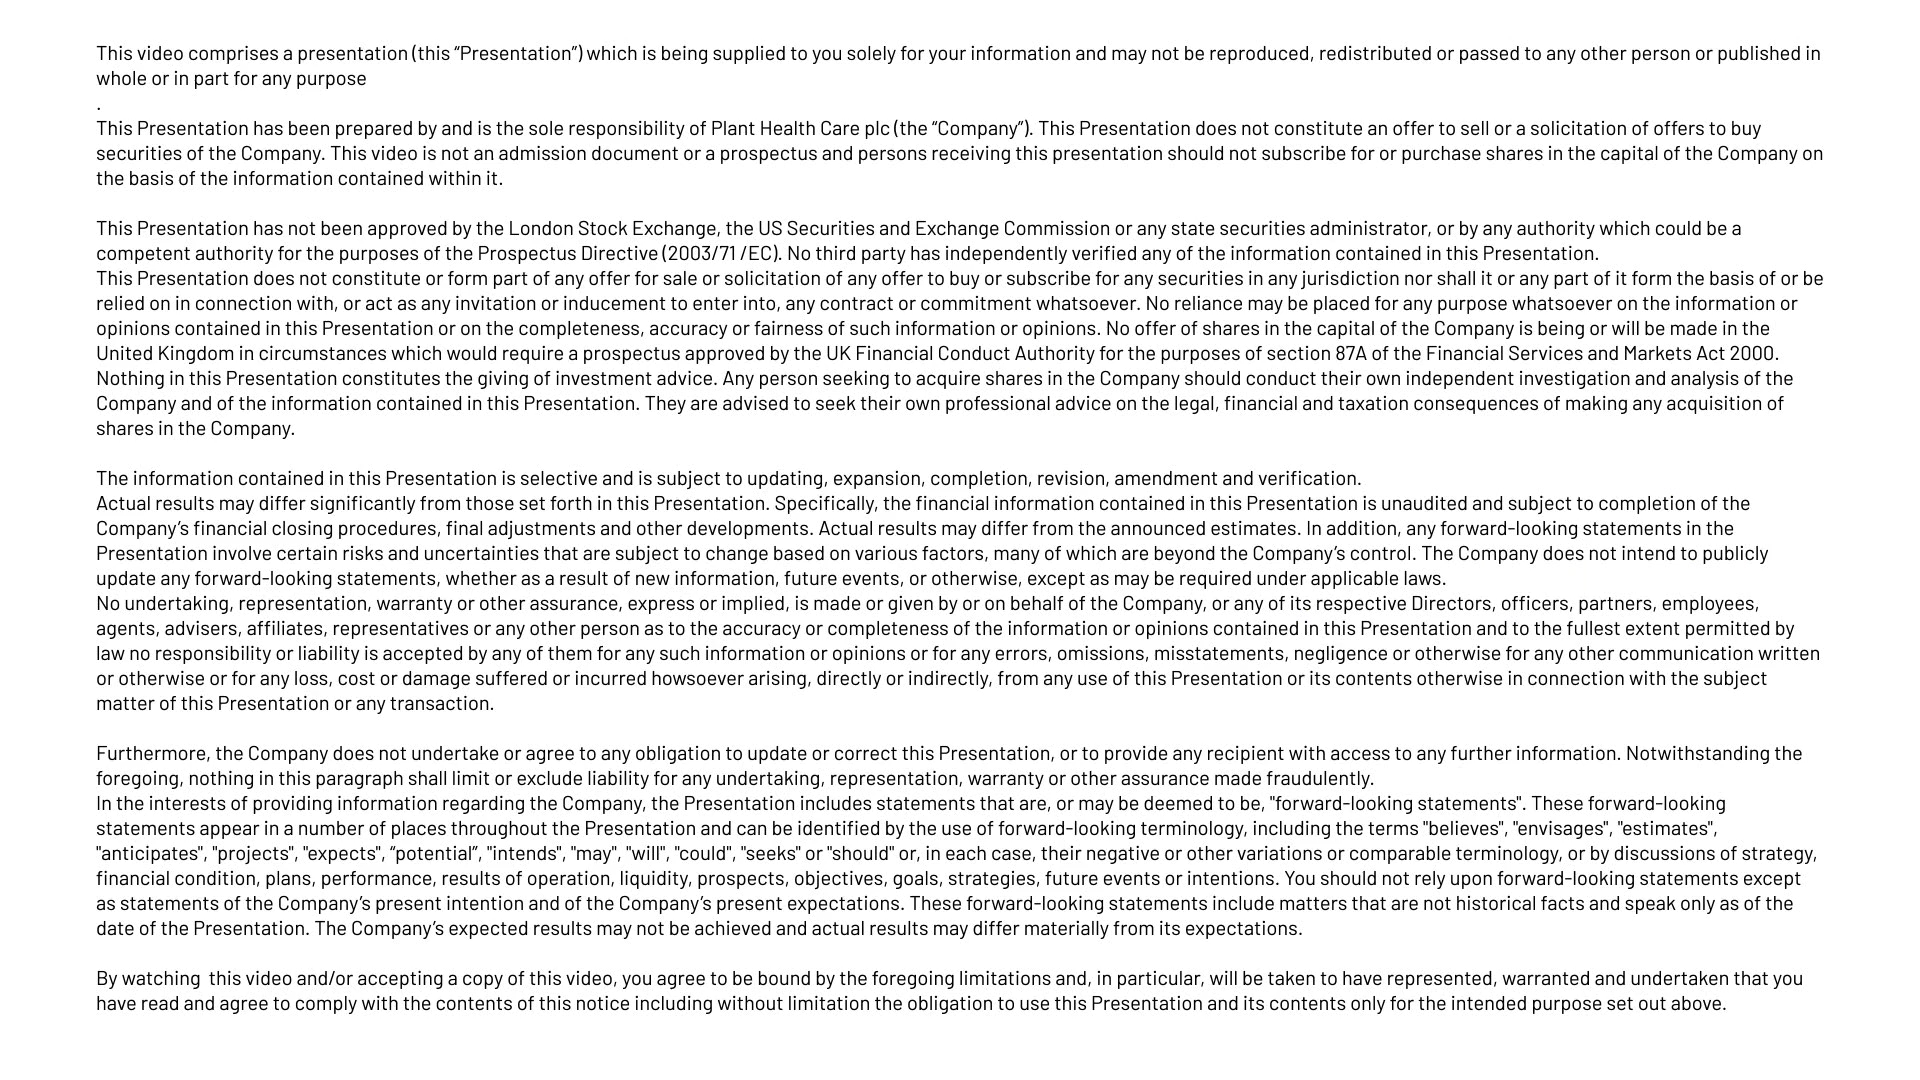 This video comprises a presentation (this “Presentation”) which is being supplied to you solely for your information and may not be reproduced, redistributed or passed to any other person or published in
whole or in part for any purpose
.
This Presentation has been prepared by and is the sole responsibility of Plant Health Care plc (the “Company”). This Presentation does not constitute an offer to sell or a solicitation of offers to buy
securities of the Company. This video is not an admission document or a prospectus and persons receiving this presentation should not subscribe for or purchase shares in the capital of the Company on
the basis of the information contained within it.
This Presentation has not been approved by the London Stock Exchange, the US Securities and Exchange Commission or any state securities administrator, or by any authority which could be a
competent authority for the purposes of the Prospectus Directive (2003/71 /EC). No third party has independently verified any of the information contained in this Presentation.
This Presentation does not constitute or form part of any offer for sale or solicitation of any offer to buy or subscribe for any securities in any jurisdiction nor shall it or any part of it form the basis of or be
relied on in connection with, or act as any invitation or inducement to enter into, any contract or commitment whatsoever. No reliance may be placed for any purpose whatsoever on the information or
opinions contained in this Presentation or on the completeness, accuracy or fairness of such information or opinions. No offer of shares in the capital of the Company is being or will be made in the
United Kingdom in circumstances which would require a prospectus approved by the UK Financial Conduct Authority for the purposes of section 87A of the Financial Services and Markets Act 2000.
Nothing in this Presentation constitutes the giving of investment advice. Any person seeking to acquire shares in the Company should conduct their own independent investigation and analysis of the
Company and of the information contained in this Presentation. They are advised to seek their own professional advice on the legal, financial and taxation consequences of making any acquisition of
shares in the Company.
The information contained in this Presentation is selective and is subject to updating, expansion, completion, revision, amendment and verification.
Actual results may differ significantly from those set forth in this Presentation. Specifically, the financial information contained in this Presentation is unaudited and subject to completion of the
Company’s financial closing procedures, final adjustments and other developments. Actual results may differ from the announced estimates. In addition, any forward-looking statements in the
Presentation involve certain risks and uncertainties that are subject to change based on various factors, many of which are beyond the Company’s control. The Company does not intend to publicly
update any forward-looking statements, whether as a result of new information, future events, or otherwise, except as may be required under applicable laws.
No undertaking, representation, warranty or other assurance, express or implied, is made or given by or on behalf of the Company, or any of its respective Directors, officers, partners, employees,
agents, advisers, affiliates, representatives or any other person as to the accuracy or completeness of the information or opinions contained in this Presentation and to the fullest extent permitted by
law no responsibility or liability is accepted by any of them for any such information or opinions or for any errors, omissions, misstatements, negligence or otherwise for any other communication written
or otherwise or for any loss, cost or damage suffered or incurred howsoever arising, directly or indirectly, from any use of this Presentation or its contents otherwise in connection with the subject
matter of this Presentation or any transaction.
Furthermore, the Company does not undertake or agree to any obligation to update or correct this Presentation, or to provide any recipient with access to any further information. Notwithstanding the
foregoing, nothing in this paragraph shall limit or exclude liability for any undertaking, representation, warranty or other assurance made fraudulently.
In the interests of providing information regarding the Company, the Presentation includes statements that are, or may be deemed to be, "forward-looking statements". These forward-looking
statements appear in a number of places throughout the Presentation and can be identified by the use of forward-looking terminology, including the terms "believes", "envisages", "estimates",
"anticipates", "projects", "expects", “potential”, "intends", "may", "will", "could", "seeks" or "should" or, in each case, their negative or other variations or comparable terminology, or by discussions of strategy,
financial condition, plans, performance, results of operation, liquidity, prospects, objectives, goals, strategies, future events or intentions. You should not rely upon forward-looking statements except
as statements of the Company’s present intention and of the Company’s present expectations. These forward-looking statements include matters that are not historical facts and speak only as of the
date of the Presentation. The Company’s expected results may not be achieved and actual results may differ materially from its expectations.
By watching  this video and/or accepting a copy of this video, you agree to be bound by the foregoing limitations and, in particular, will be taken to have represented, warranted and undertaken that you
have read and agree to comply with the contents of this notice including without limitation the obligation to use this Presentation and its contents only for the intended purpose set out above.